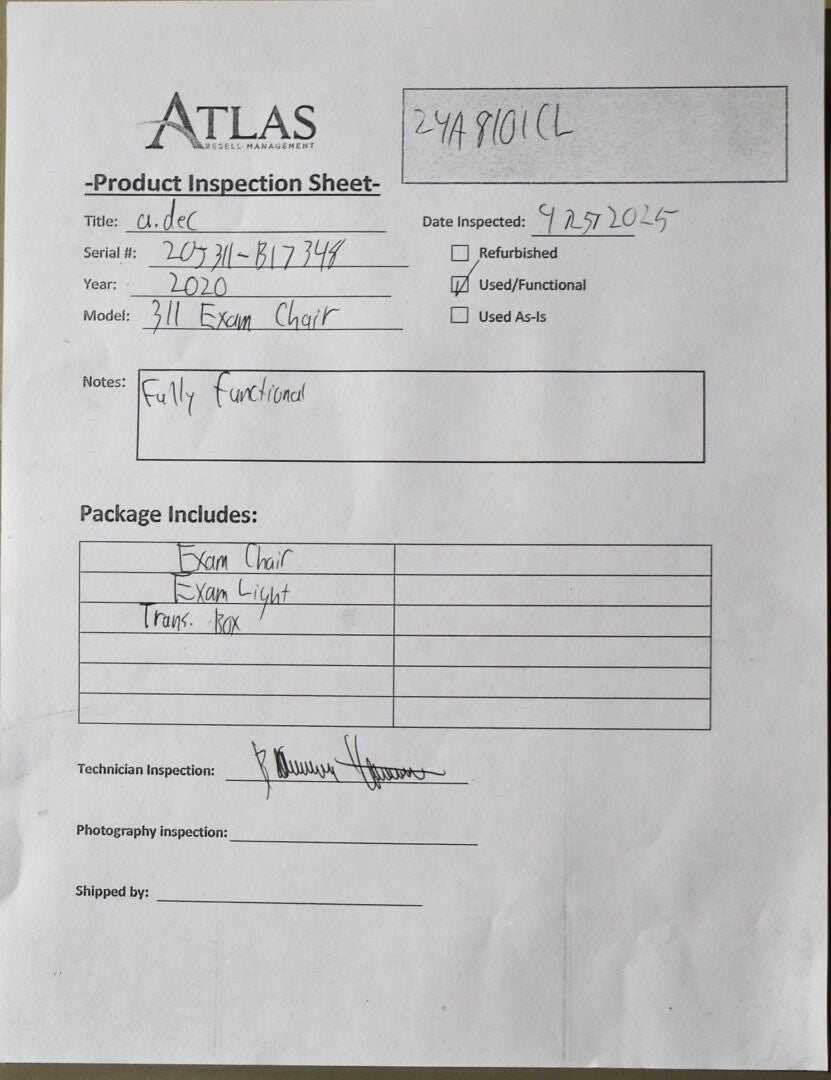 ATLAS
RESELL MANAGEMENT
24A8101CL
-Product Inspection Sheet-
Title: a.dec
Date Inspected: 4 25 2025
Serial #: 20J311-B17348
Refurbished
Year: 2020
Used/Functional
Model: 311 Exam Chair
Used As-Is
Notes: Fully Functional
Package Includes:
Exam Chair
Exam Light
Trans. Box
Technician Inspection:
Photography inspection:
Shipped by: